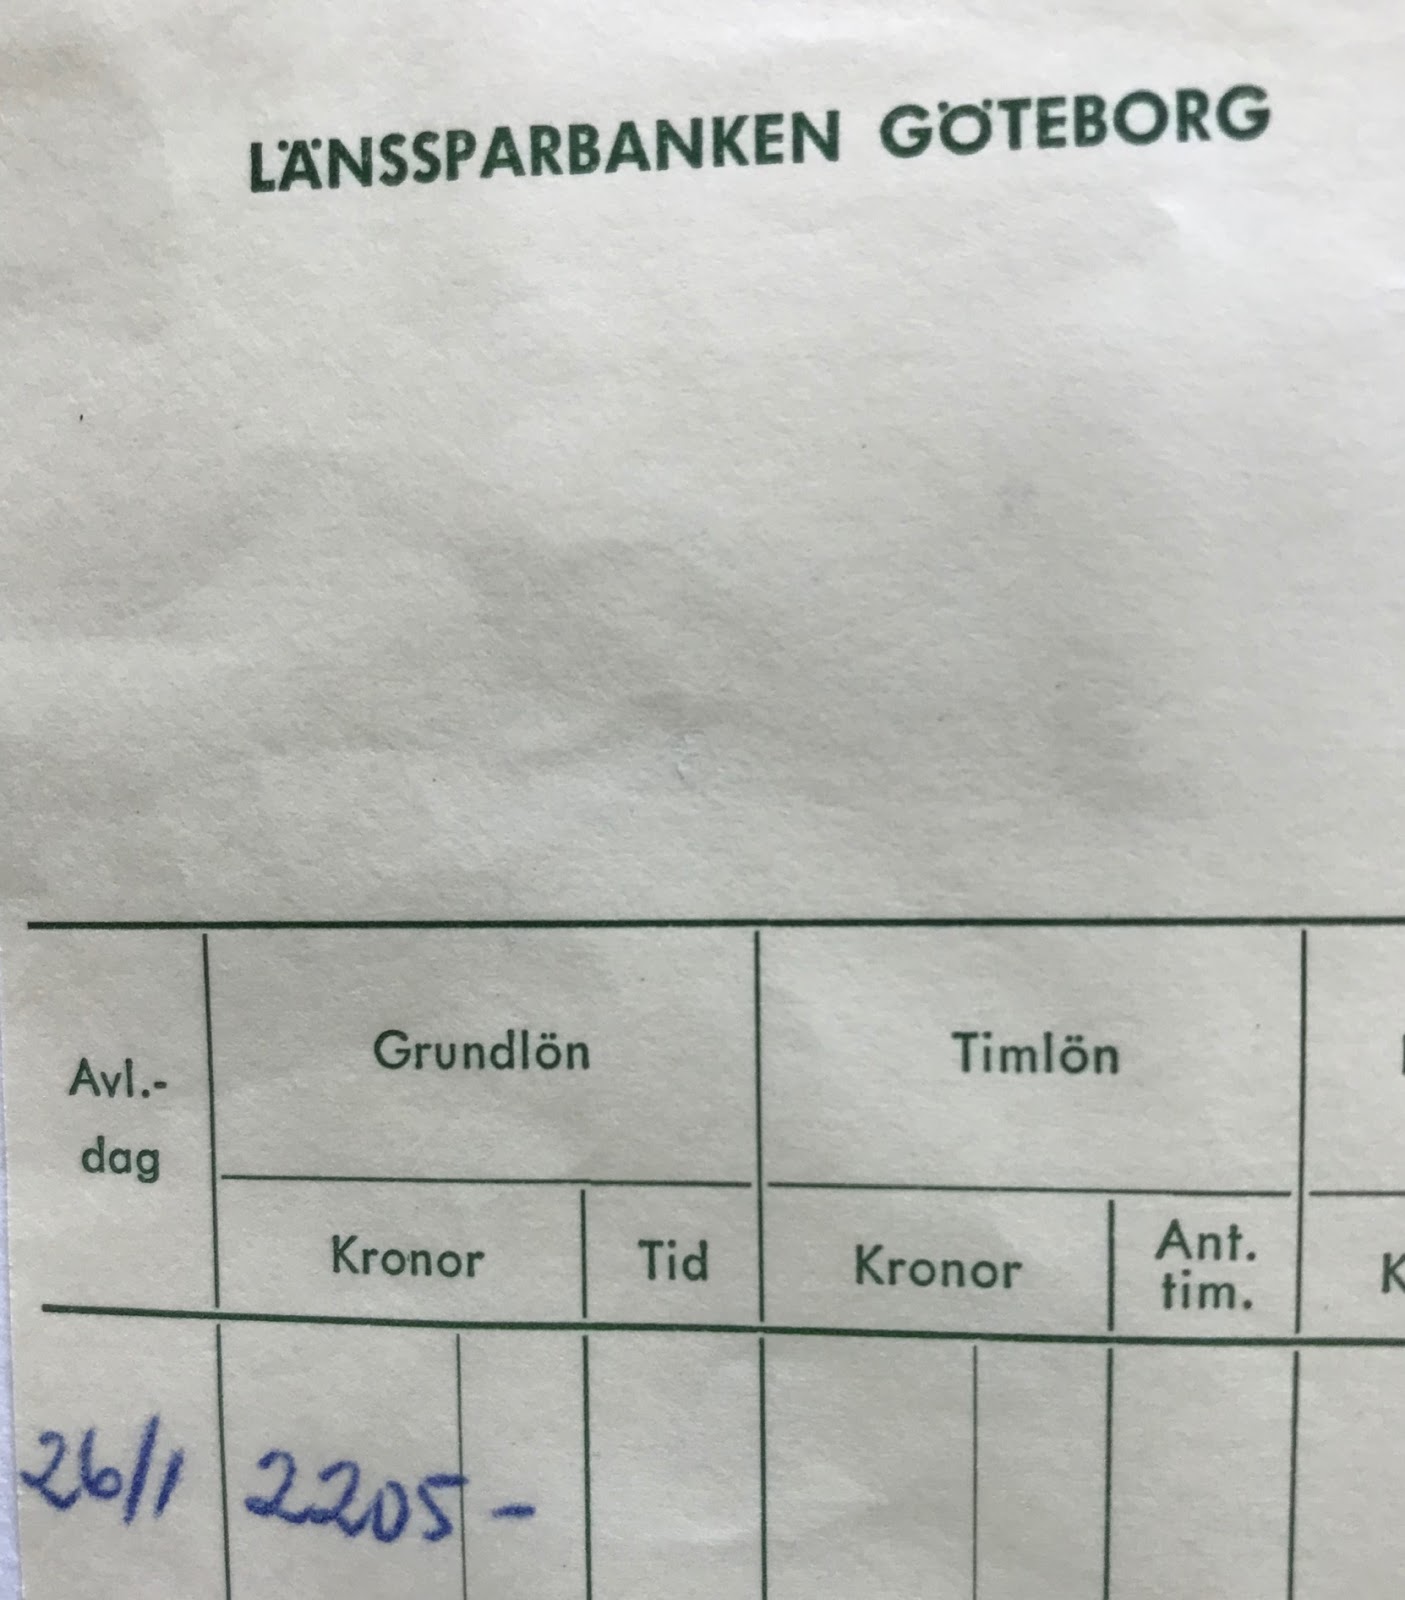 LÄNSSPARBANKEN GÖTEBORG
Avl.-
dag
Grundlön
Timlön
Kronor
Tid
Kronor
Ant.
tim.
K
26/1
2205 -